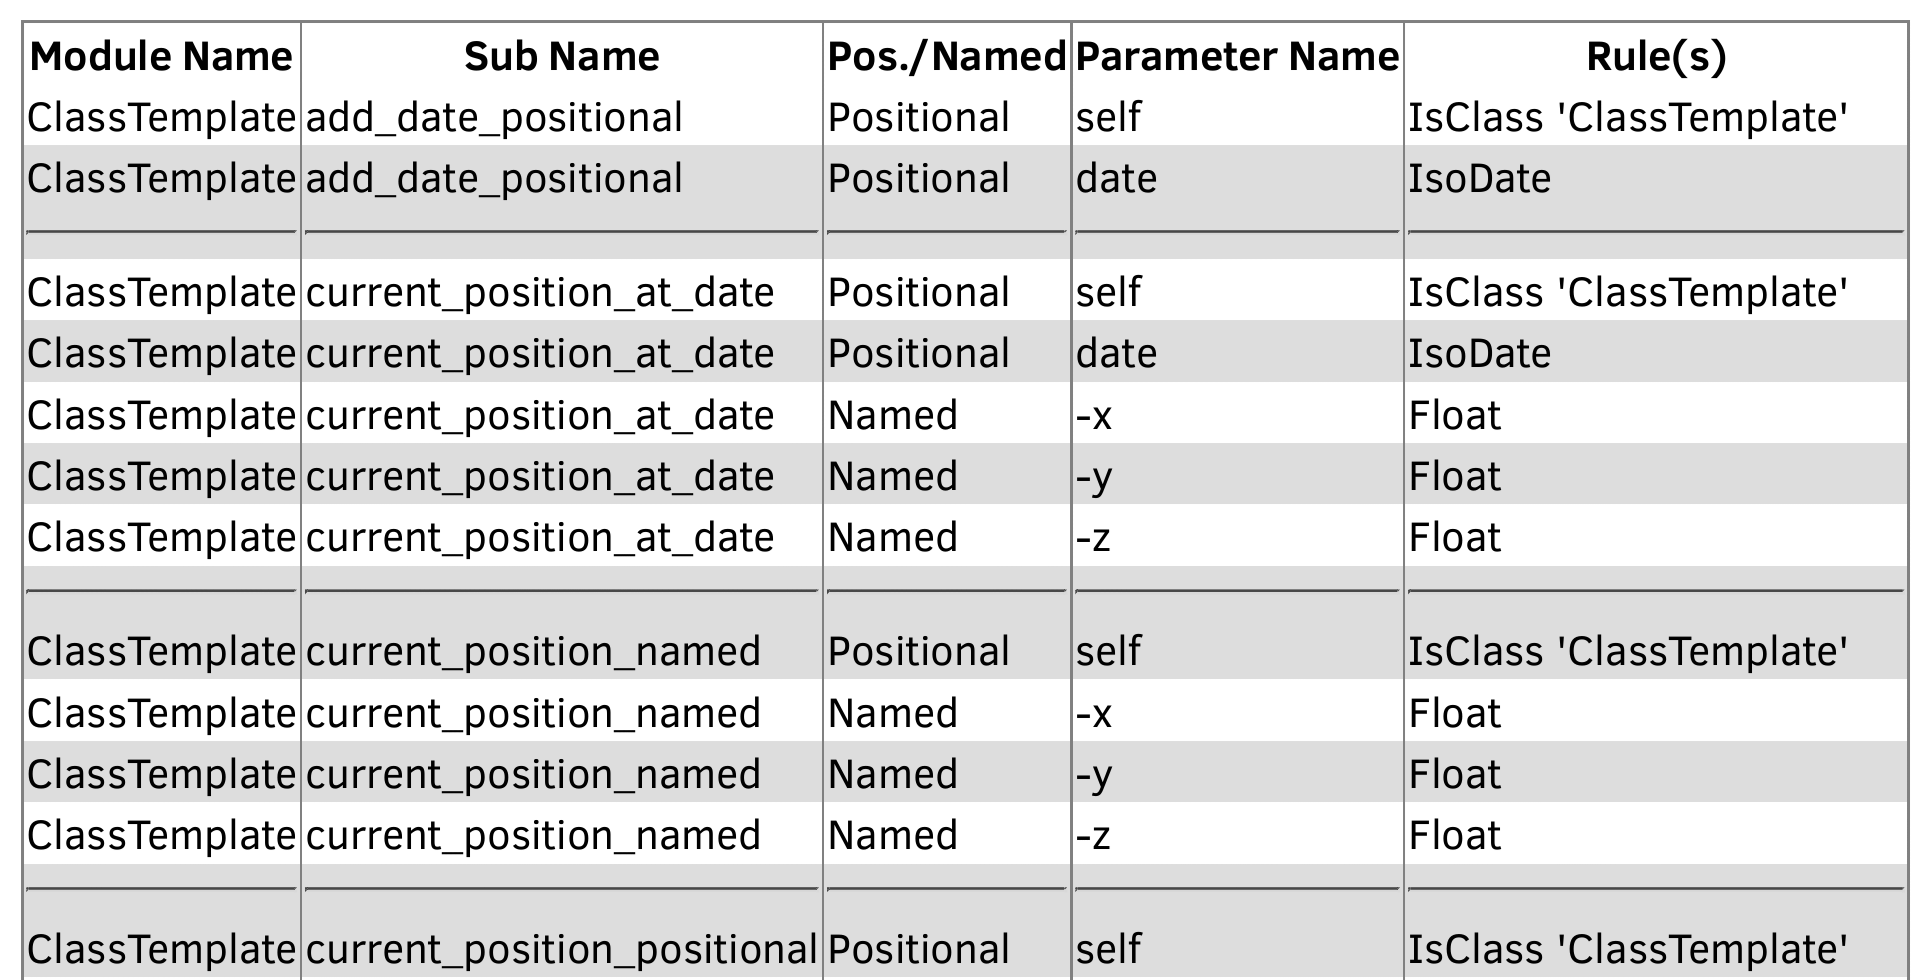 Module Name Sub Name Pos./Named Parameter Name Rule(s)
ClassTemplate add_date_positional Positional self IsClass 'ClassTemplate'
ClassTemplate add_date_positional Positional date IsoDate
ClassTemplate current_position_at_date Positional self IsClass 'ClassTemplate'
ClassTemplate current_position_at_date Positional date IsoDate
ClassTemplate current_position_at_date Named -x Float
ClassTemplate current_position_at_date Named -y Float
ClassTemplate current_position_at_date Named -z Float
ClassTemplate current_position_named Positional self IsClass 'ClassTemplate'
ClassTemplate current_position_named Named -x Float
ClassTemplate current_position_named Named -y Float
ClassTemplate current_position_named Named -z Float
ClassTemplate current_position_positional Positional self IsClass 'ClassTemplate'